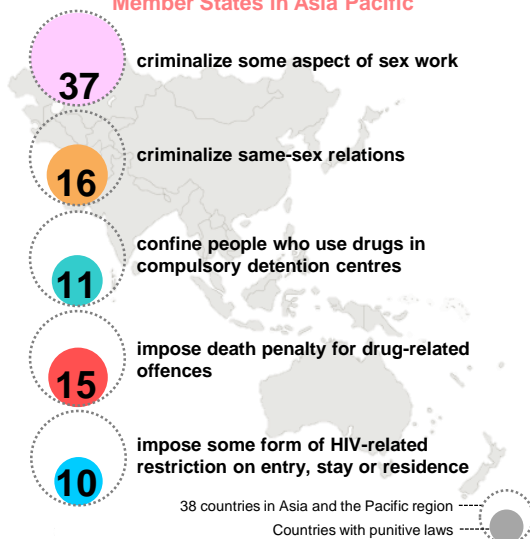 Member States in Asia Pacific
37
criminalize some aspect of sex work
16
criminalize same-sex relations
11
confine people who use drugs in
compulsory detention centres
15
impose death penalty for drug-related
offences
10
impose some form of HIV-related
restriction on entry, stay or residence
38 countries in Asia and the Pacific region
Countries with punitive laws